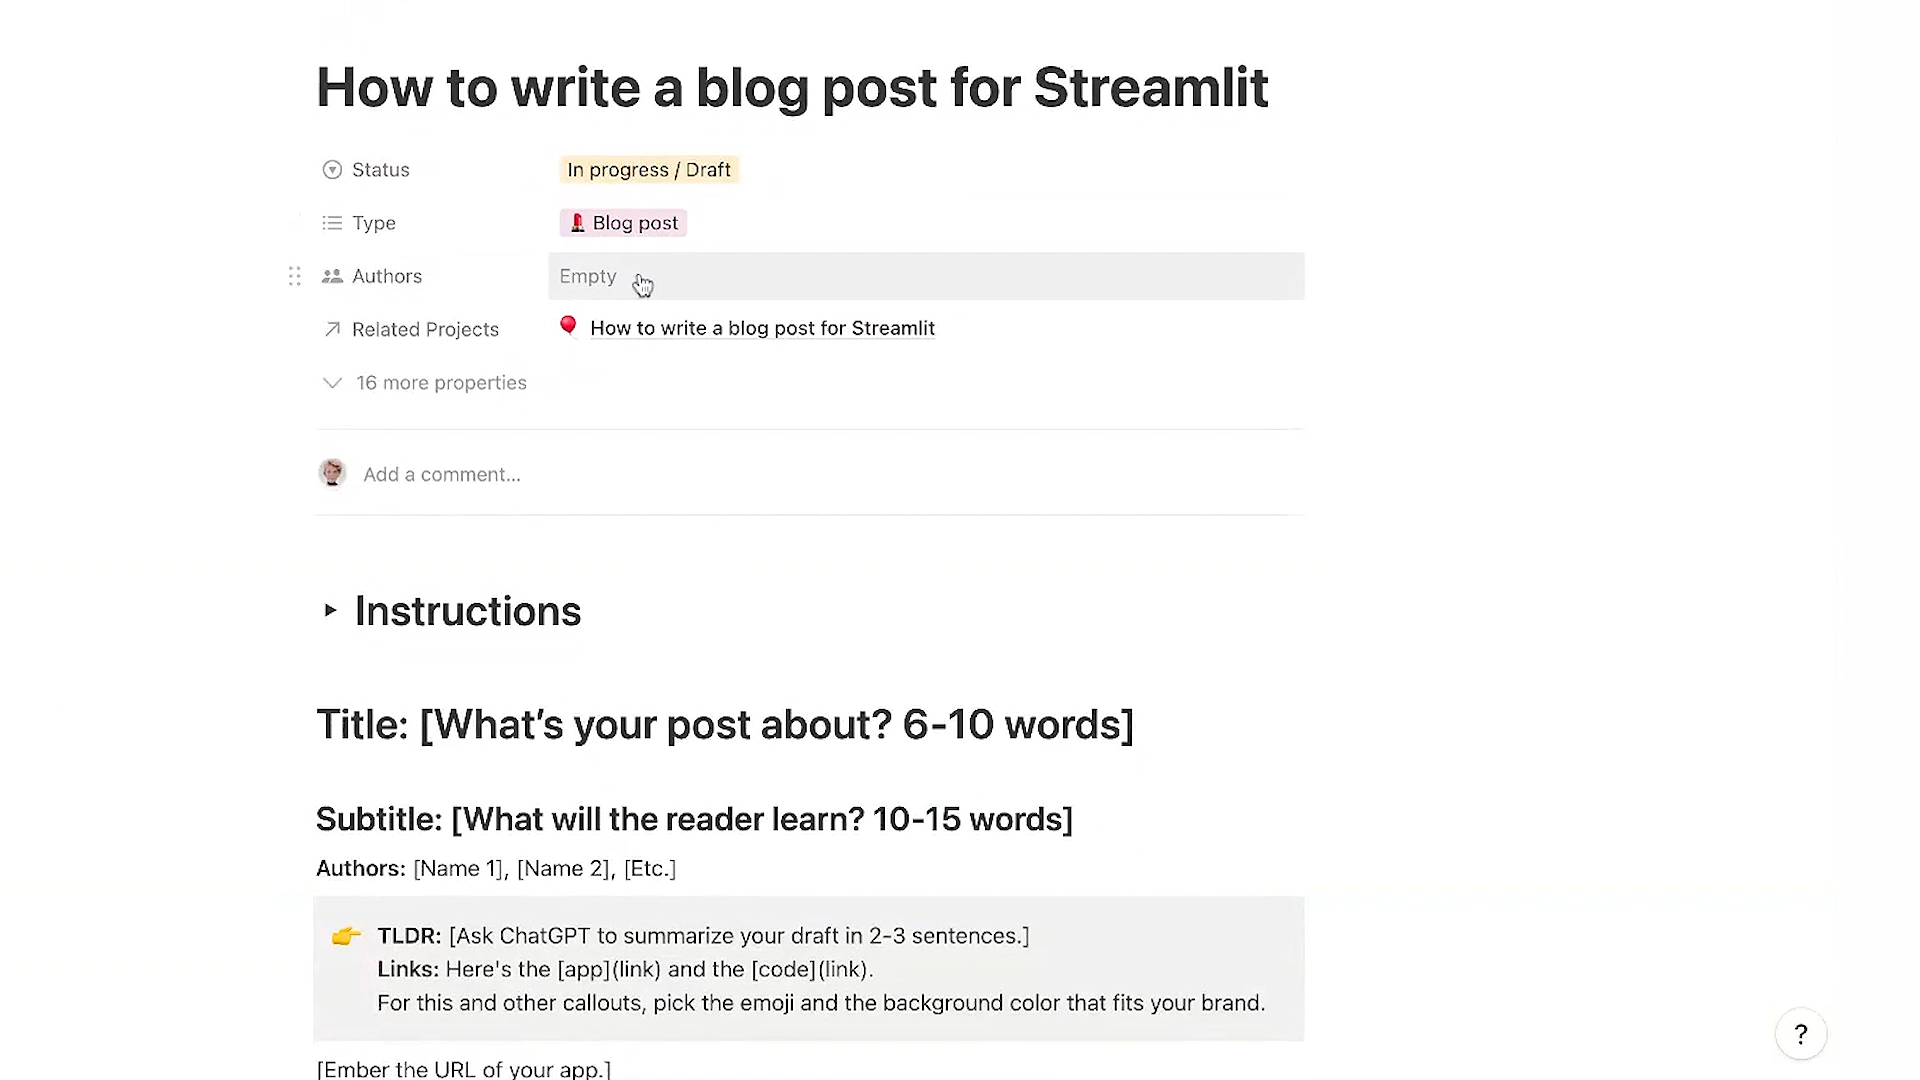 How to write a blog post for Streamlit
Status In progress / Draft
Type Blog post
Authors Empty
Related Projects How to write a blog post for Streamlit
16 more properties
Add a comment...
Instructions
Title: [What's your post about? 6-10 words]
Subtitle: [What will the reader learn? 10-15 words]
Authors: [Name 1], [Name 2], [Etc.]
TLDR: [Ask ChatGPT to summarize your draft in 2-3 sentences.]
Links: Here's the [app](link) and the [code](link).
For this and other callouts, pick the emoji and the background color that fits your brand.
[Ember the URL of your app.]
?